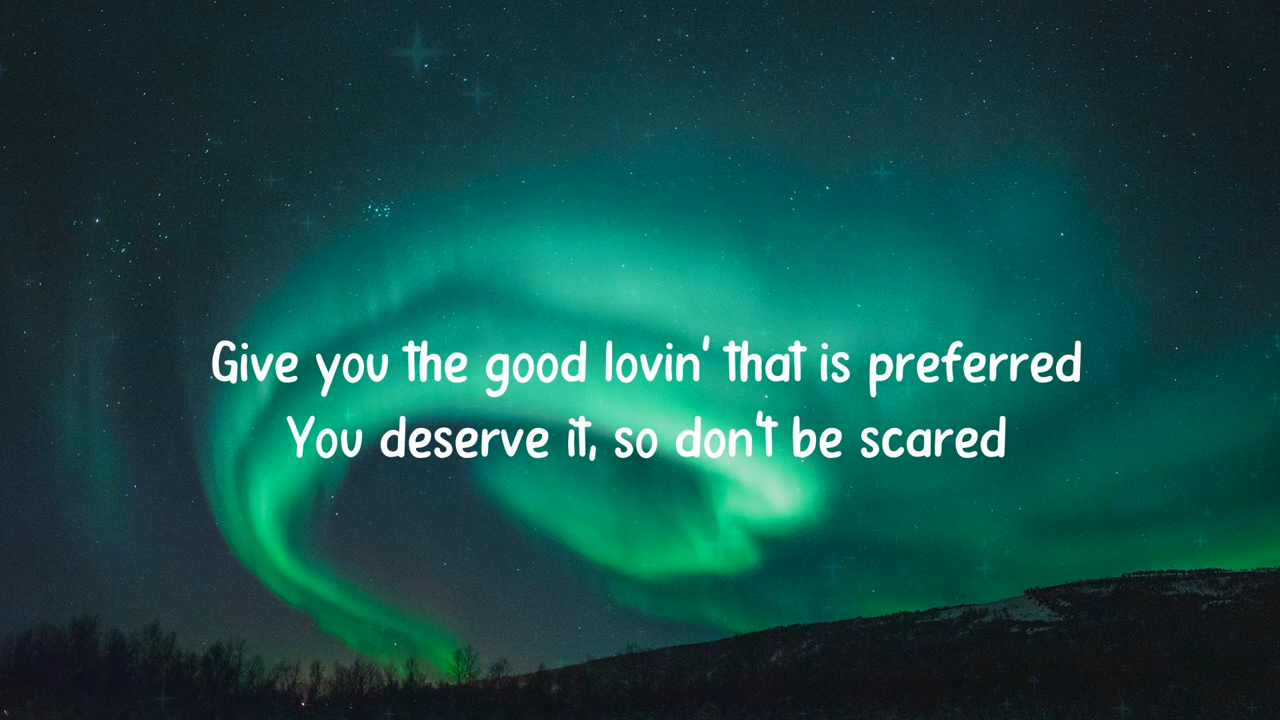 Give you the good lovin' that is preferred
You deserve it, so don't be scared